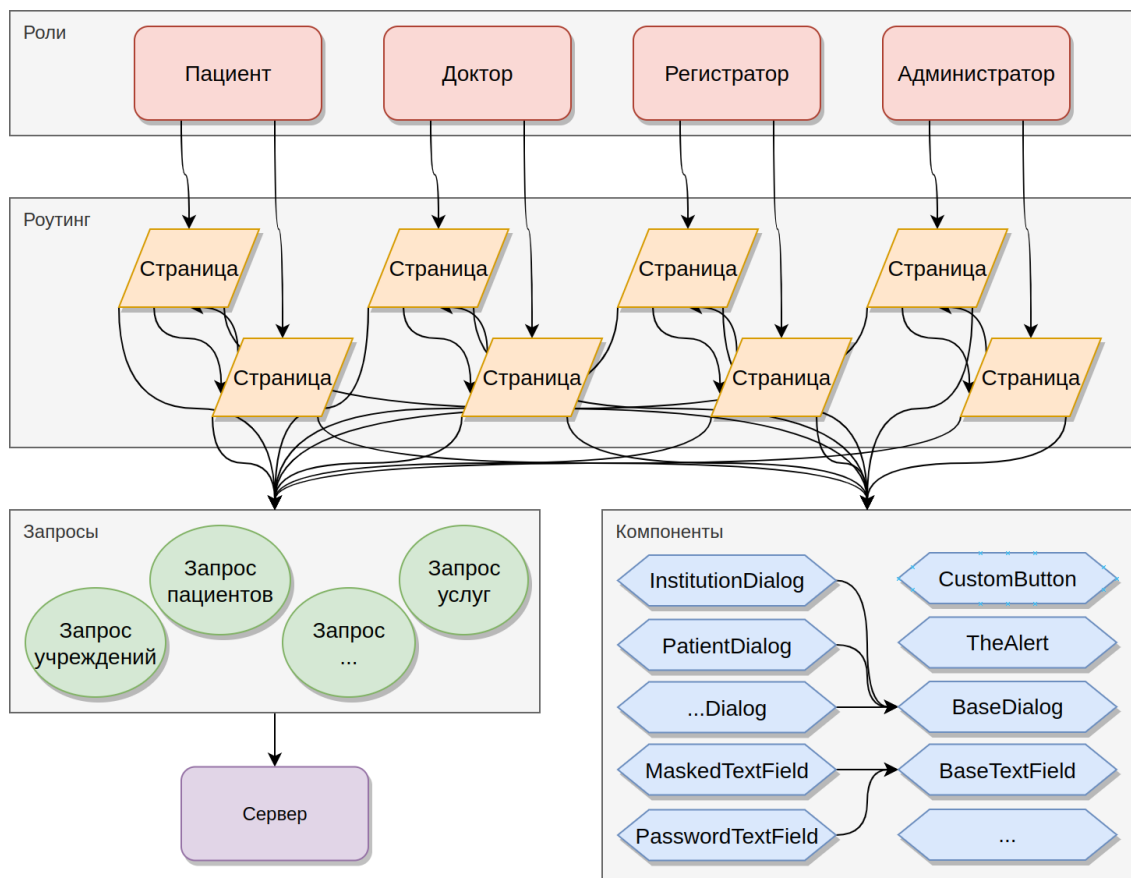 Роли
Пациент
Доктор
Регистратор
Администратор
Роутинг
Страница
Страница
Страница
Страница
Страница
Страница
Страница
Страница
Запросы
Запрос
пациентов
Запрос
услуг
Запрос
учреждений
Запрос
...
Сервер
Компоненты
InstitutionDialog
CustomButton
PatientDialog
TheAlert
...Dialog
BaseDialog
MaskedTextField
BaseTextField
PasswordTextField
...